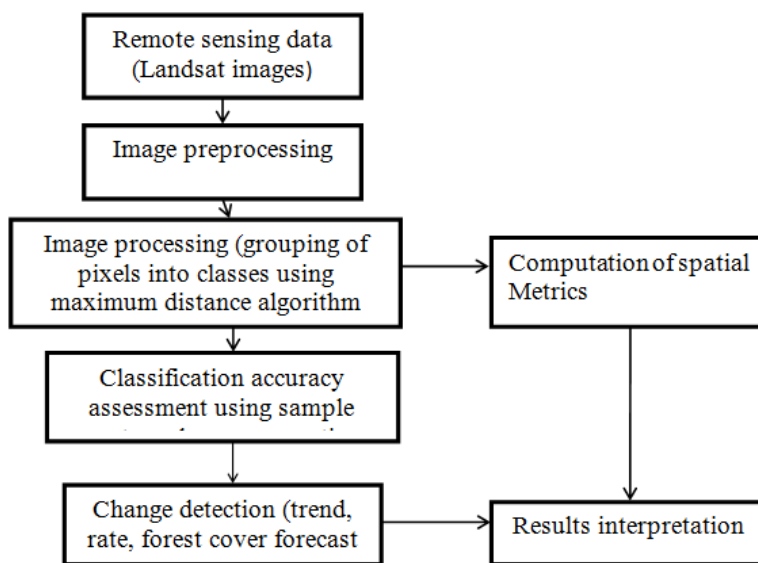 Remote sensing data
(Landsat images)
Image preprocessing
Image processing (grouping of
pixels into classes using
maximum distance algorithm
Computation of spatial
Metrics
Classification accuracy
assessment using sample
Change detection (trend,
rate, forest cover forecast
Results interpretation